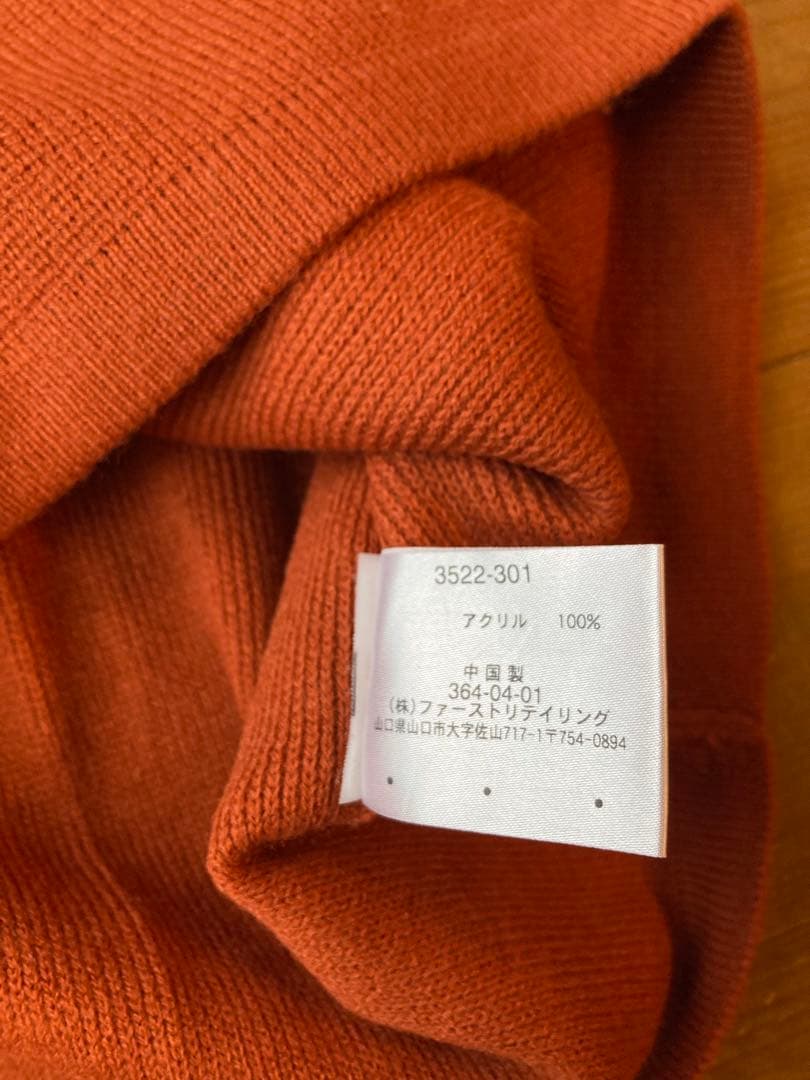 3522-301
アクリル 100%
中国製
364-04-01
(株)ファーストリテイリング
山口県山口市大字佐山717-1〒754-0894